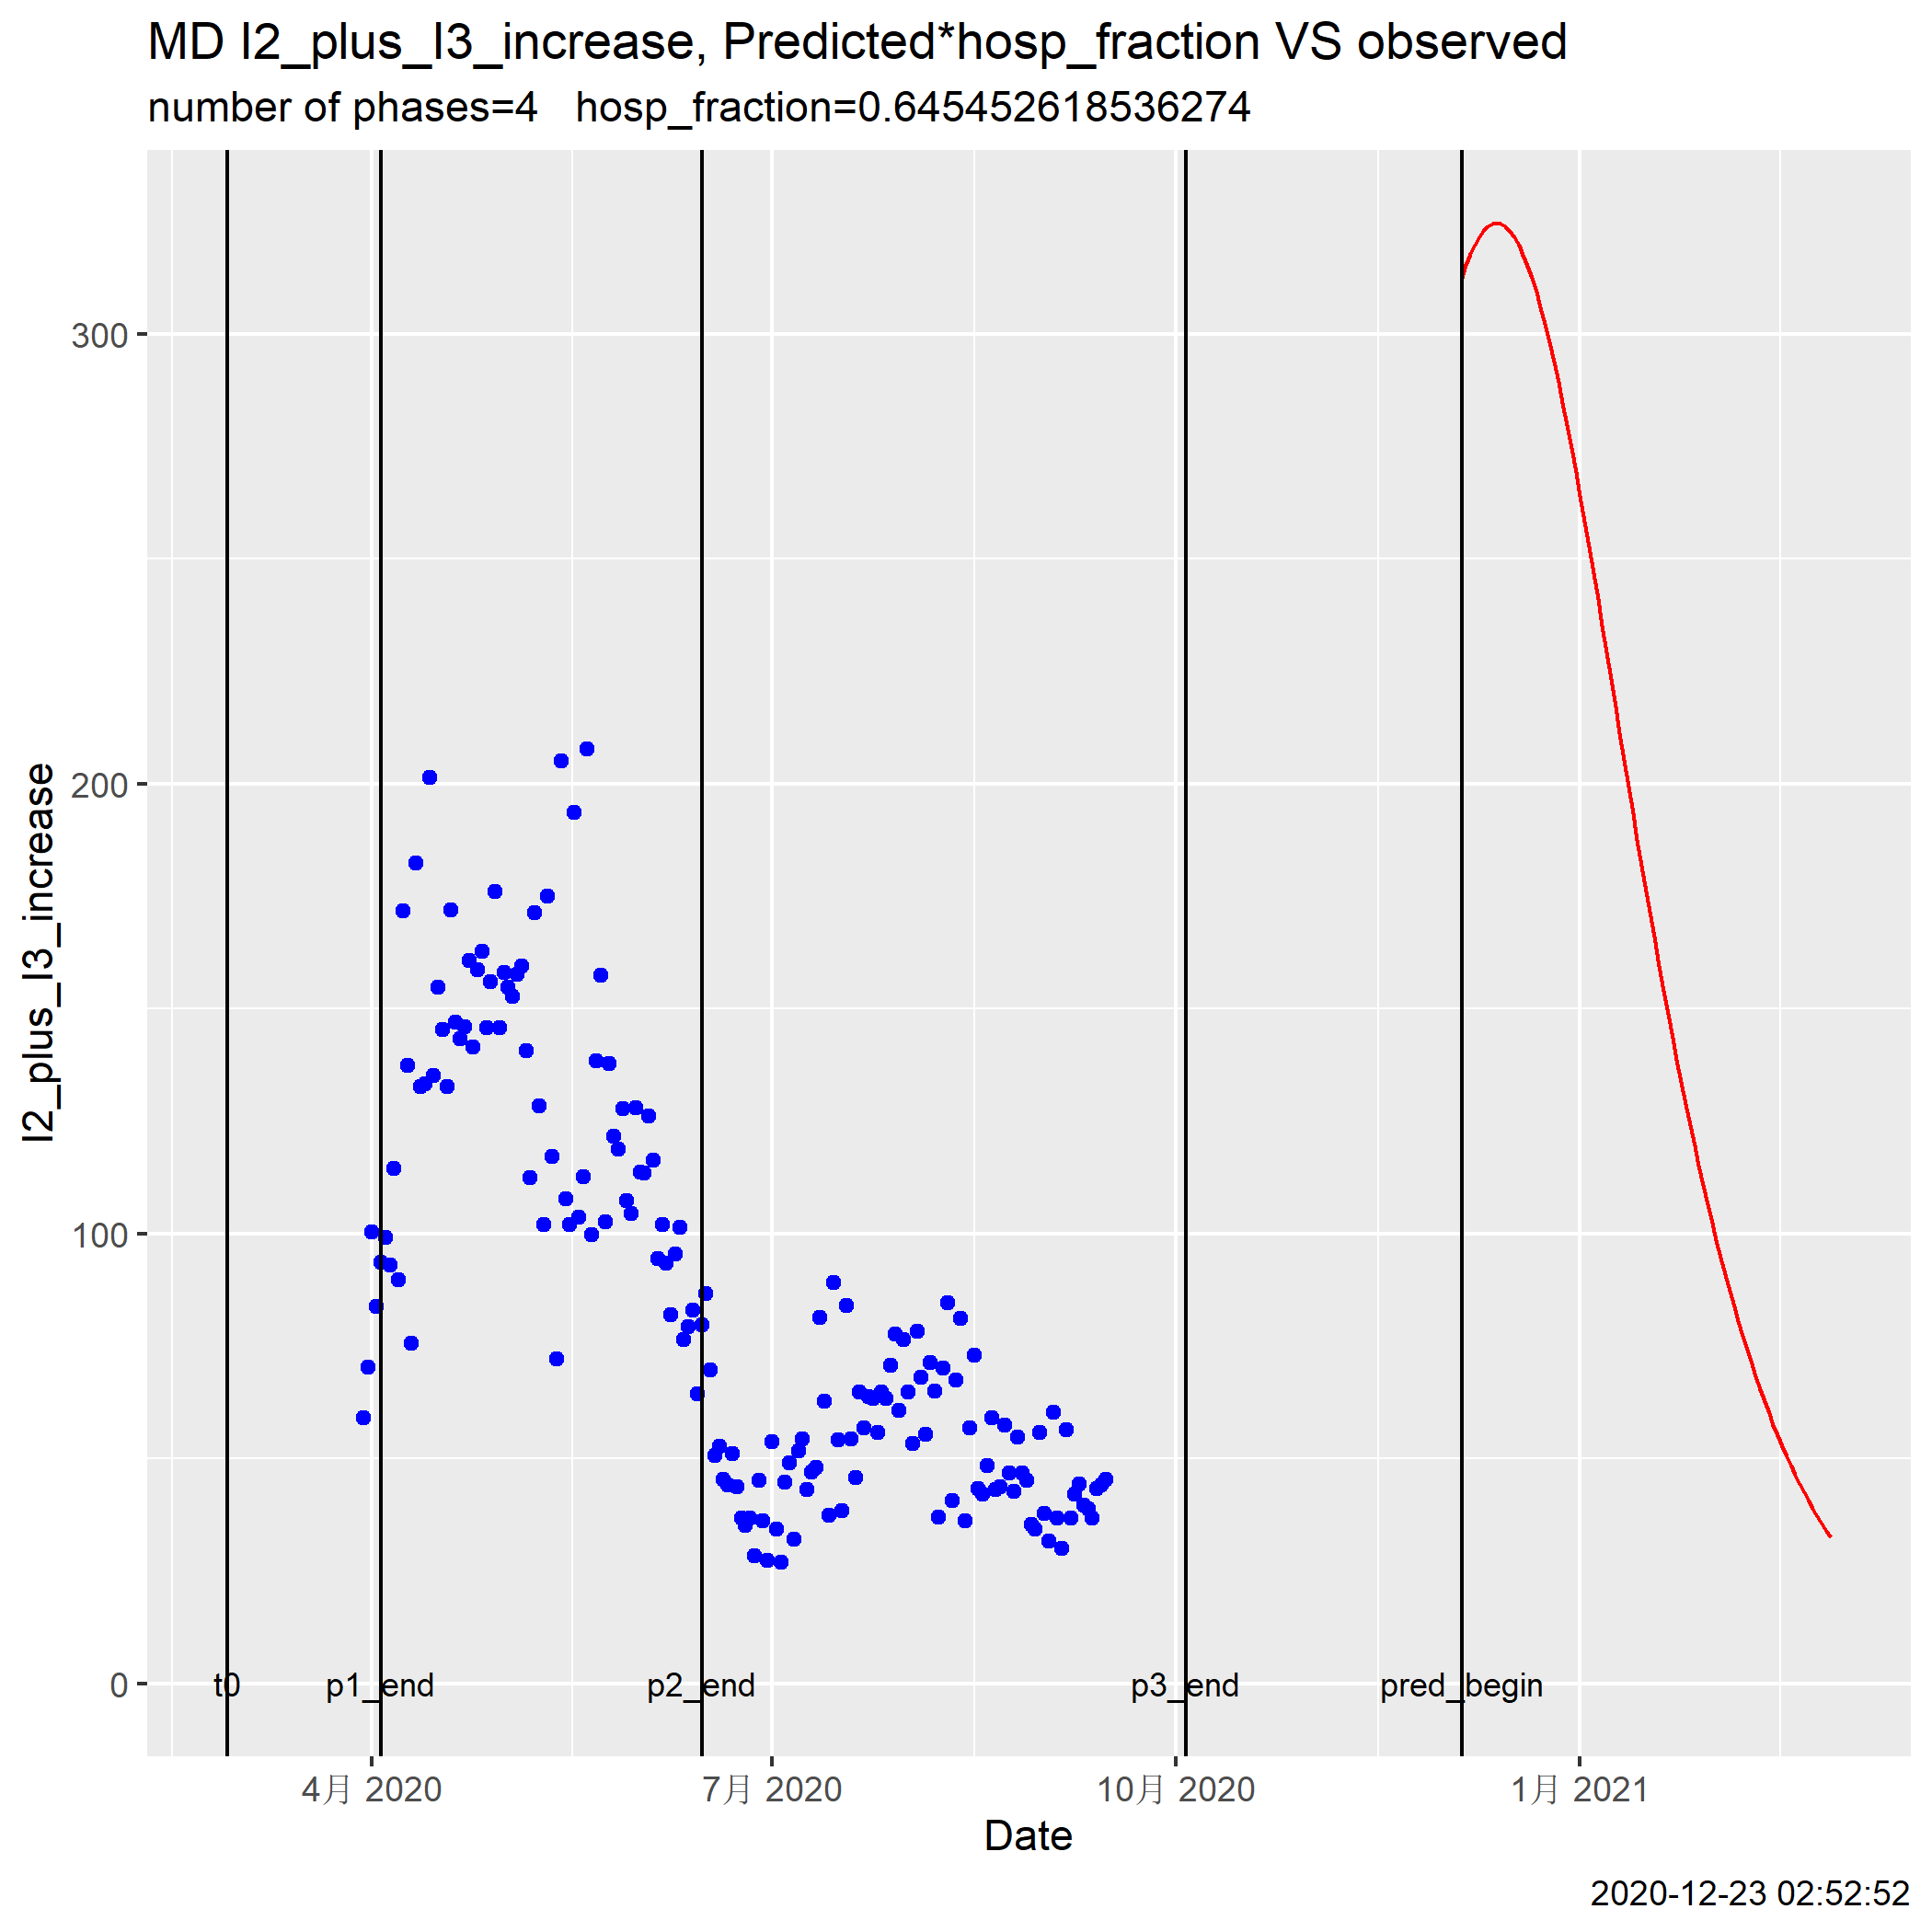 MD I2_plus_I3_increase, Predicted*hosp_fraction VS observed
number of phases=4   hosp_fraction=0.645452618536274
I2_plus_I3_increase
300
200
100
0
t0
p1_end
p2_end
p3_end
pred_begin
4月 2020
7月 2020
10月 2020
1月 2021
Date
2020-12-23 02:52:52